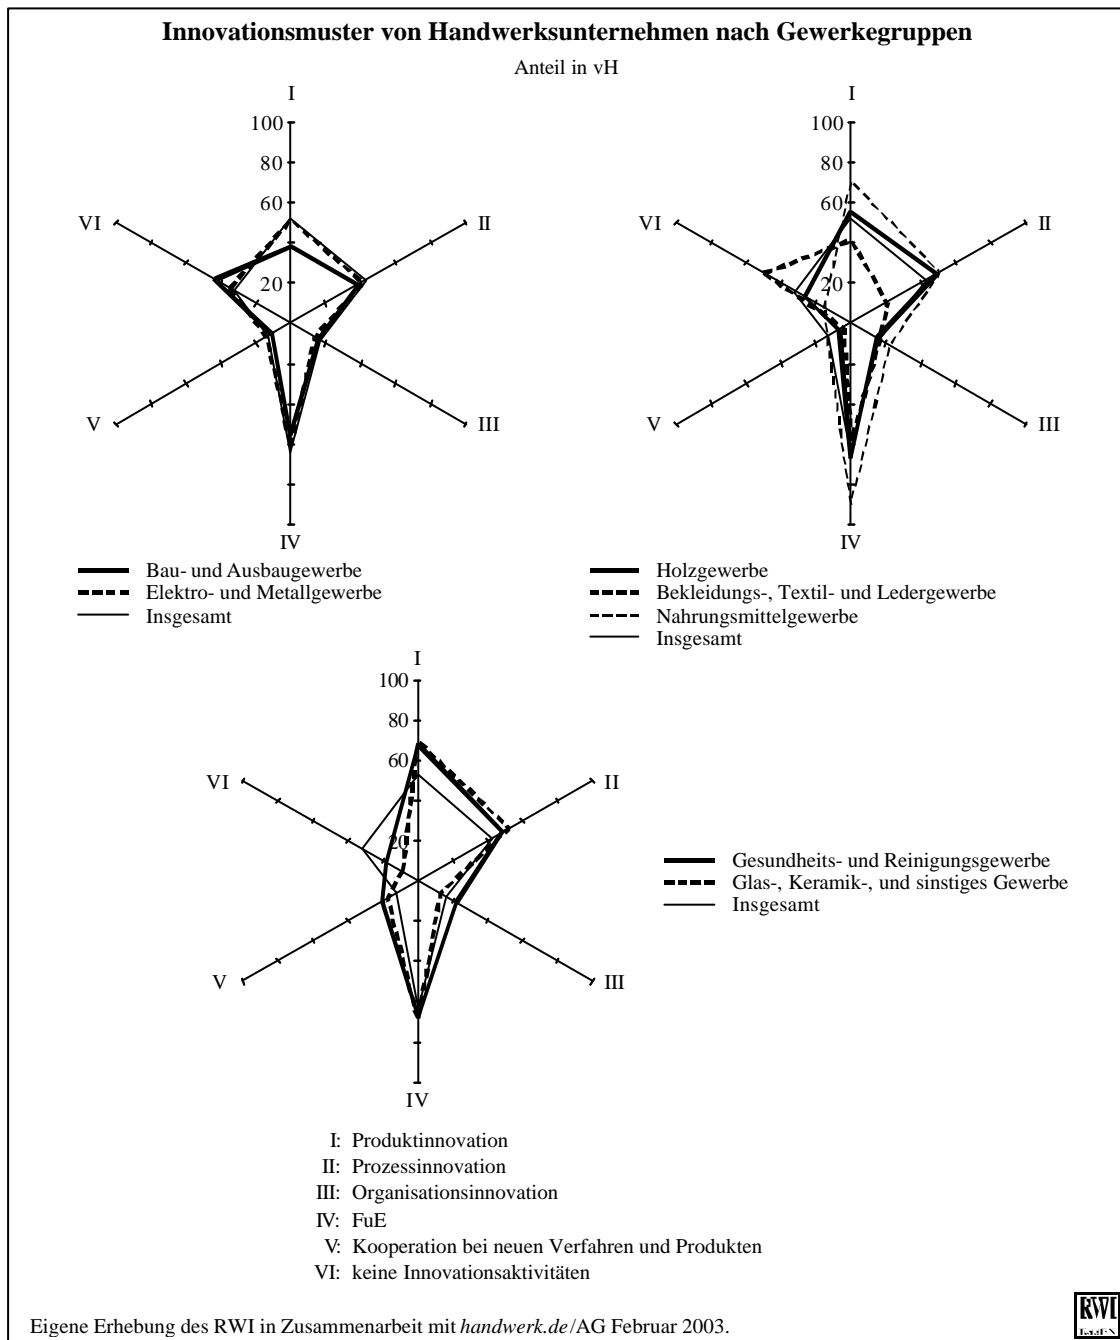 Innovationsmuster von Handwerksunternehmen nach Gewerkegruppen
Anteil in vH
I
100
80
60
20
VI
II
V
III
IV
Bau- und Ausbaugewerbe
Elektro- und Metallgewerbe
Insgesamt
I
100
80
60
20
VI
II
V
III
IV
Holzgewerbe
Bekleidungs-, Textil- und Ledergewerbe
Nahrungsmittelgewerbe
Insgesamt
I
100
80
60
20
VI
II
V
III
IV
Gesundheits- und Reinigungsgewerbe
Glas-, Keramik-, und sinstiges Gewerbe
Insgesamt
I: Produktinnovation
II: Prozessinnovation
III: Organisationsinnovation
IV: FuE
V: Kooperation bei neuen Verfahren und Produkten
VI: keine Innovationsaktivitäten
Eigene Erhebung des RWI in Zusammenarbeit mit handwerk.de/AG Februar 2003.
RWI